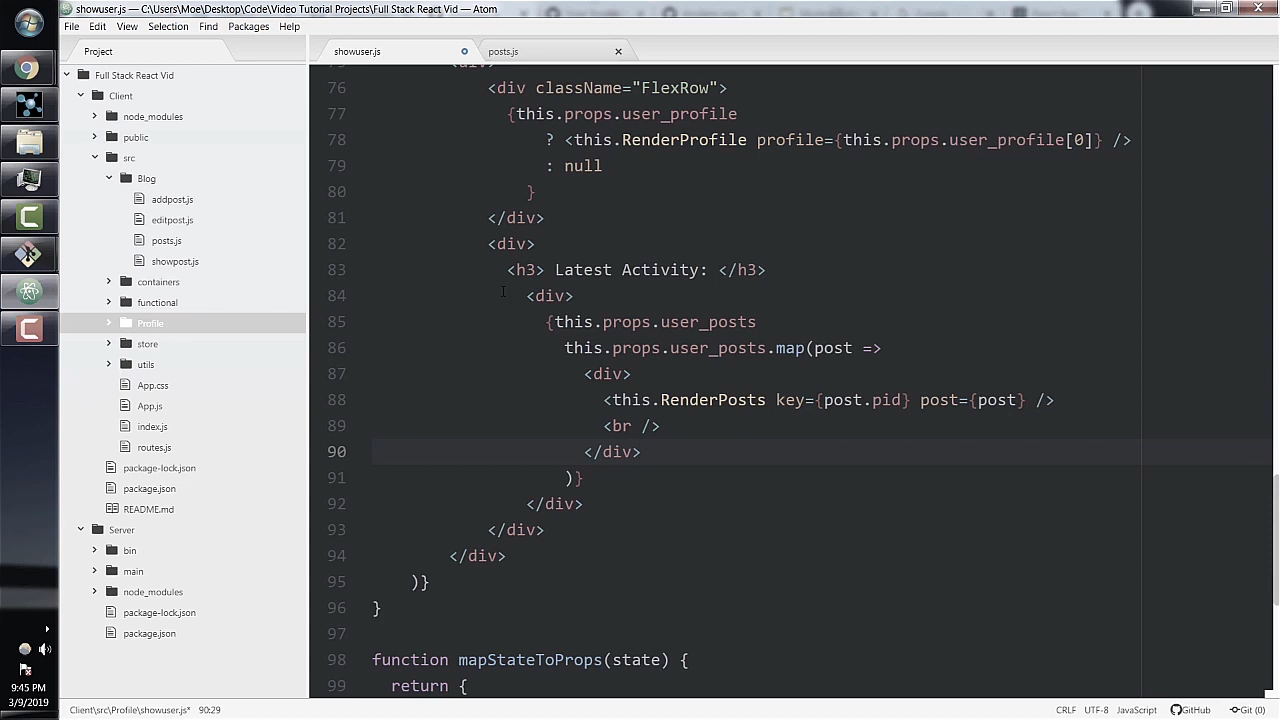 showuser.js — C:\Users\Moe\Desktop\Code\Video Tutorial Projects\Full Stack React Vid — Atom
File Edit View Selection Find Packages Help
Project
showuser.js
posts.js
Full Stack React Vid
Client
node_modules
public
src
Blog
addpost.js
editpost.js
posts.js
showpost.js
containers
functional
Profile
store
utils
App.css
App.js
index.js
routes.js
package-lock.json
package.json
README.md
Server
bin
main
node_modules
package-lock.json
package.json
75 <div>
76 <div className="FlexRow">
77 {this.props.user_profile
78 ? <this.RenderProfile profile={this.props.user_profile[0]} />
79 : null
80 }
81 </div>
82 <div>
83 <h3> Latest Activity: </h3>
84 <div>
85 {this.props.user_posts
86 this.props.user_posts.map(post =>
87 <div>
88 <this.RenderPosts key={post.pid} post={post} />
89 <br />
90 </div>
91 )}
92 </div>
93 </div>
94 </div>
95 )}
96 }
97
98 function mapStateToProps(state) {
99 return {
9:45 PM
3/9/2019
Client\src\Profile\showuser.js* 90:29
CRLF UTF-8 JavaScript GitHub Git (0)